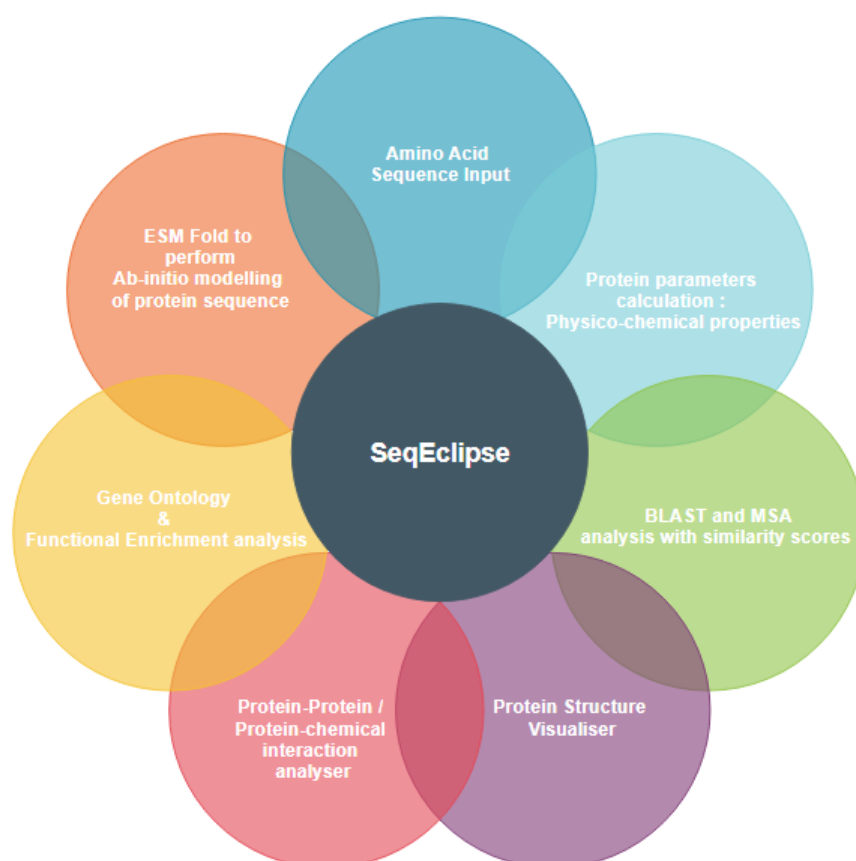 Amino Acid
Sequence Input
ESM Fold to
perform
Ab-initio modelling
of protein sequence
Protein parameters
calculation :
Physico-chemical properties
SeqEclipse
Gene Ontology
&
Functional Enrichment analysis
BLAST and MSA
analysis with similarity scores
Protein-Protein /
Protein-chemical
interaction
analyser
Protein Structure
Visualiser